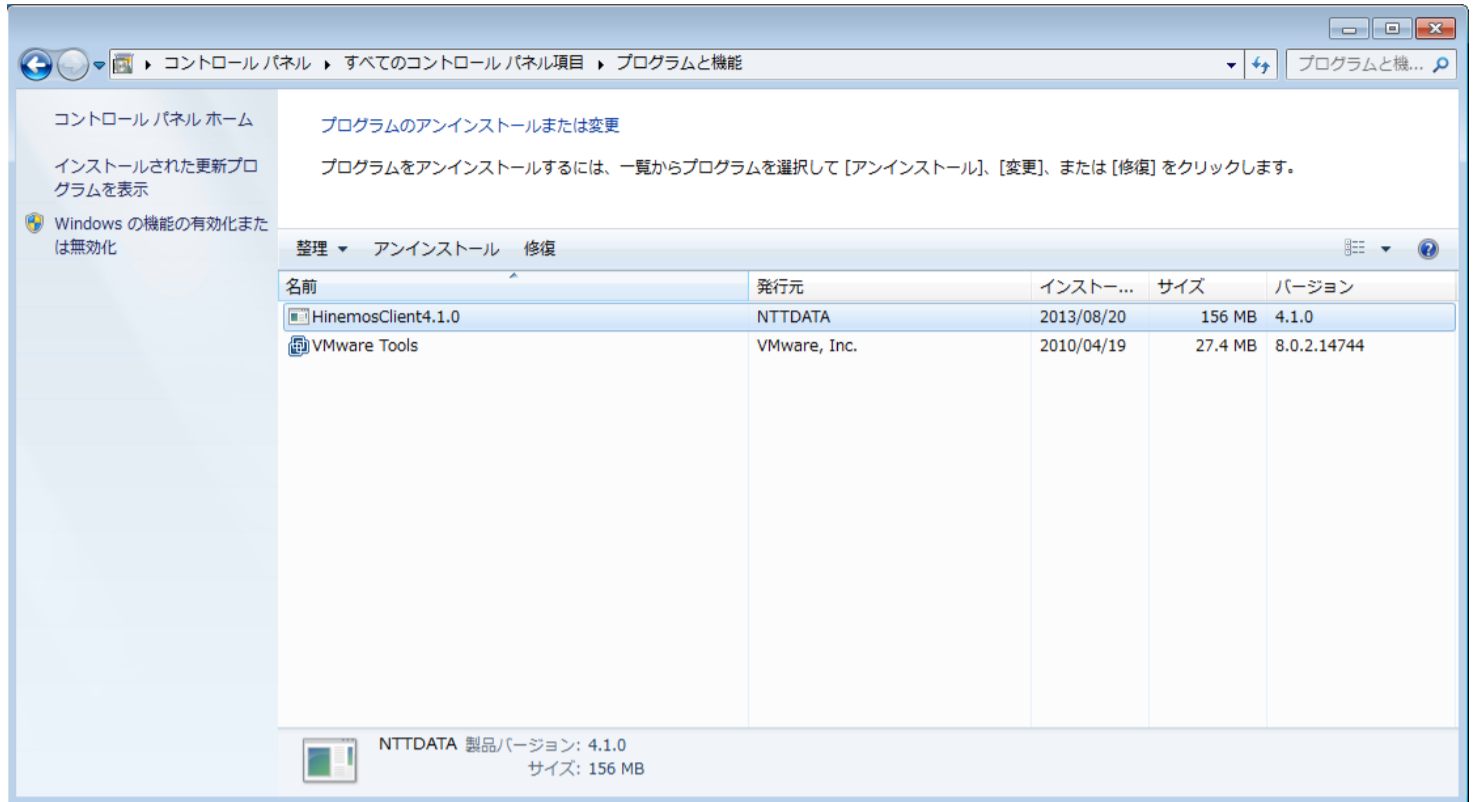 コントロール パネル ▸ すべてのコントロール パネル項目 ▸ プログラムと機能
プログラムと機...
コントロール パネル ホーム
インストールされた更新プロ
グラムを表示
Windows の機能の有効化また
は無効化
プログラムのアンインストールまたは変更
プログラムをアンインストールするには、一覧からプログラムを選択して [アンインストール]、[変更]、または [修復] をクリックします。
整理 アンインストール 修復
名前 発行元 インストー... サイズ バージョン
HinemosClient4.1.0 NTTDATA 2013/08/20 156 MB 4.1.0
VMware Tools VMware, Inc. 2010/04/19 27.4 MB 8.0.2.14744
NTTDATA 製品バージョン: 4.1.0
サイズ: 156 MB